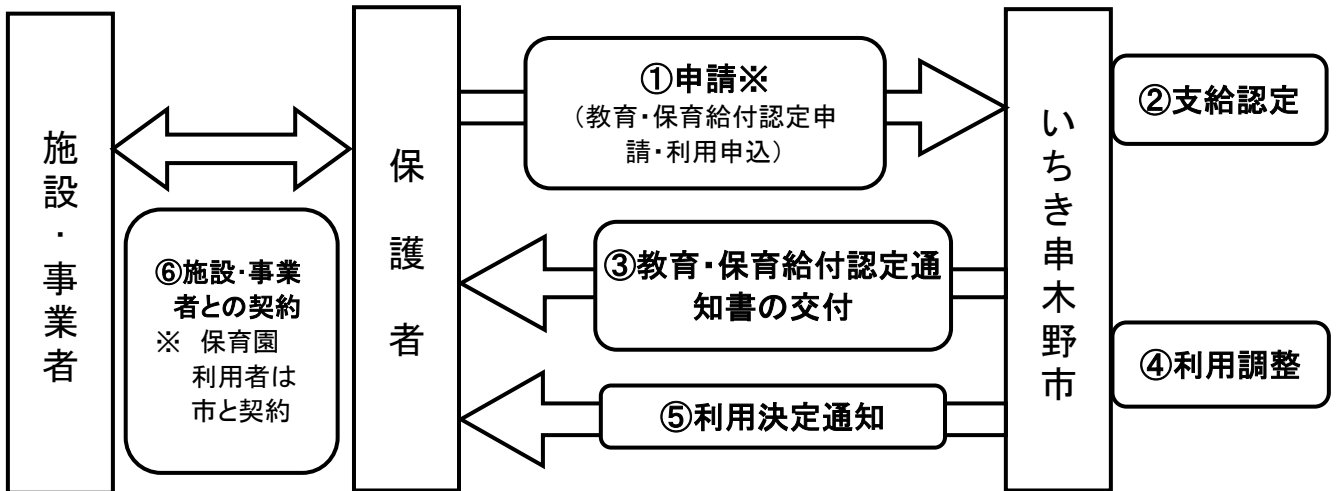 施設・事業者
⑥施設・事業
者との契約
※ 保育園
利用者は
市と契約
保護者
①申請※
（教育・保育給付認定申
請・利用申込）
③教育・保育給付認定通
知書の交付
⑤利用決定通知
いちき串木野市
②支給認定
④利用調整